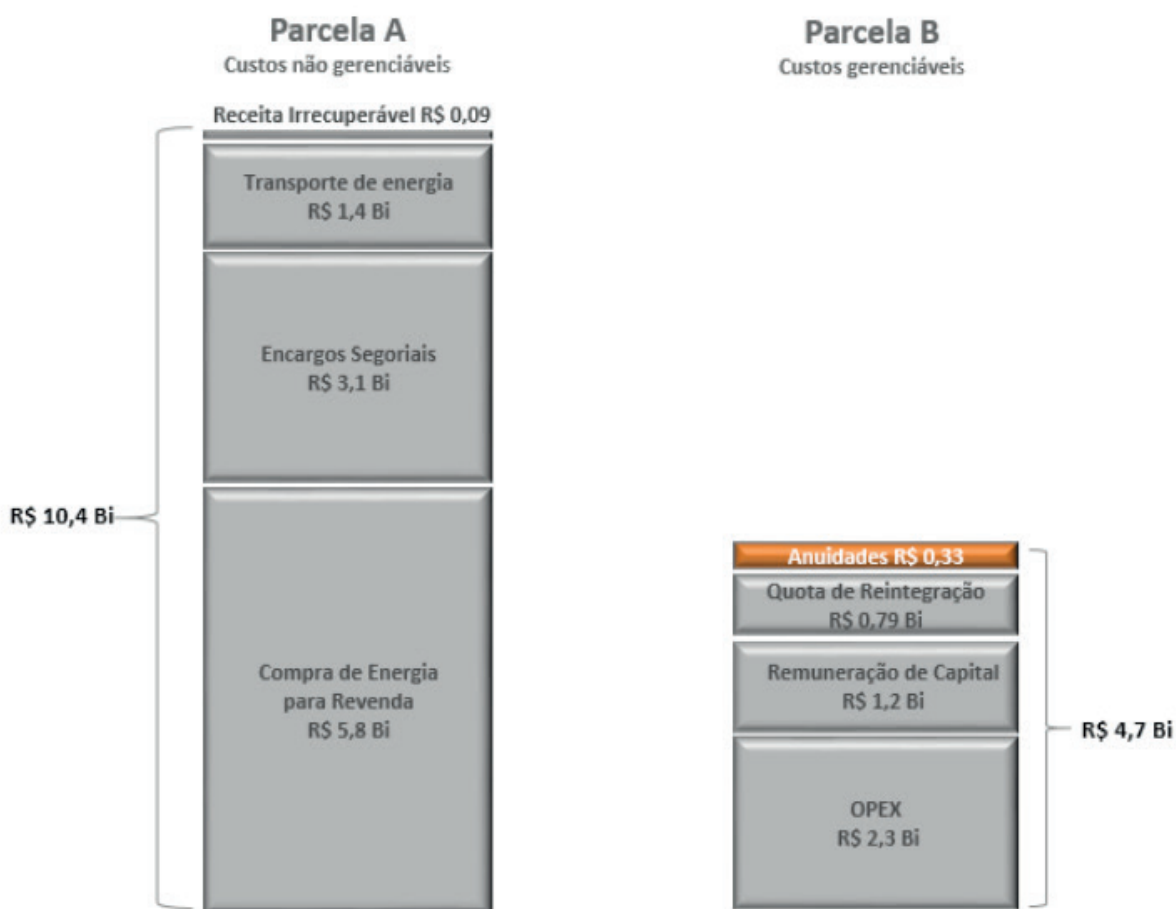 Parcela A
Custos não gerenciáveis
Receita Irrecuperável R$ 0,09
Transporte de energia
R$ 1,4 Bi
Encargos Segoriais
R$ 3,1 Bi
R$ 10,4 Bi
Compra de Energia
para Revenda
R$ 5,8 Bi
Parcela B
Custos gerenciáveis
Anuidades R$ 0,33
Quota de Reintegração
R$ 0,79 Bi
Remuneração de Capital
R$ 1,2 Bi
R$ 4,7 Bi
OPEX
R$ 2,3 Bi